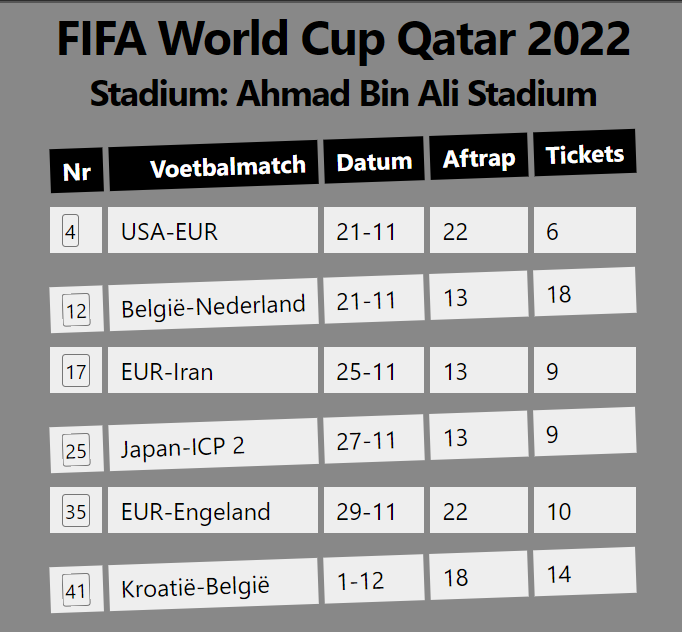 FIFA World Cup Qatar 2022
Stadium: Ahmad Bin Ali Stadium
Nr Voetbalmatch Datum Aftrap Tickets
4 USA-EUR 21-11 22 6
12 België-Nederland 21-11 13 18
17 EUR-Iran 25-11 13 9
25 Japan-ICP 2 27-11 13 9
35 EUR-Engeland 29-11 22 10
41 Kroatië-België 1-12 18 14